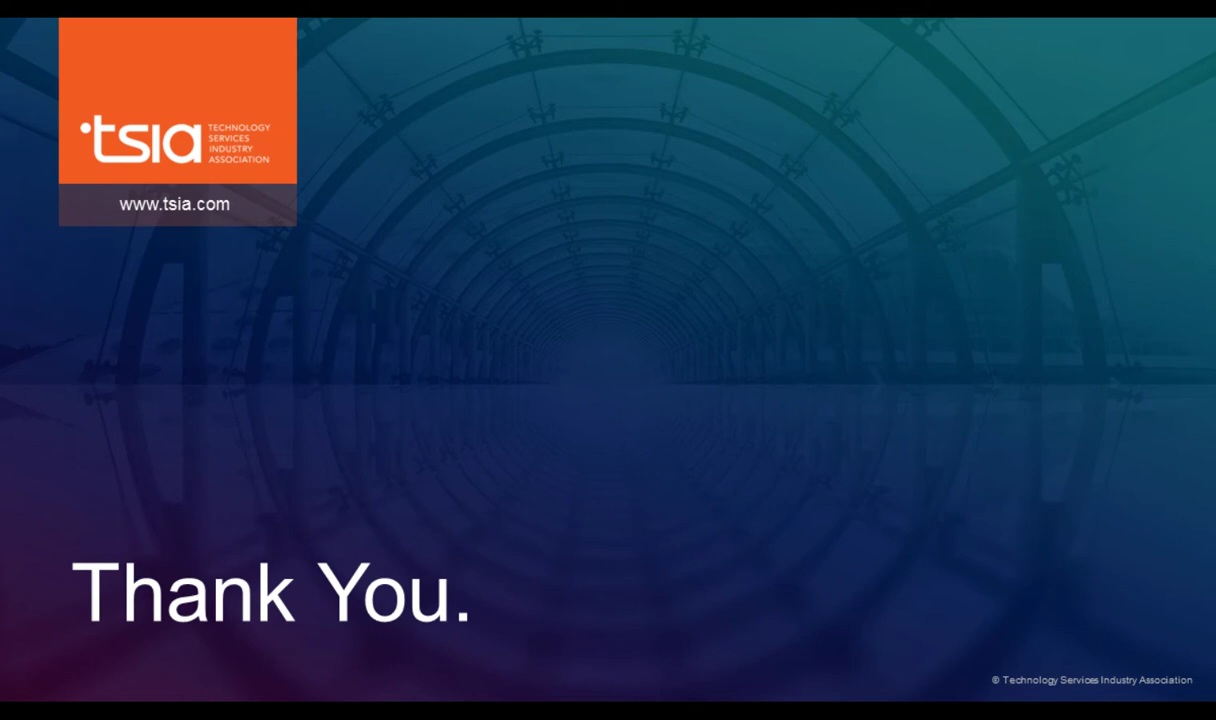 tsia
TECHNOLOGY
SERVICES
INDUSTRY
ASSOCIATION
www.tsia.com
Thank You.
© Technology Services Industry Association